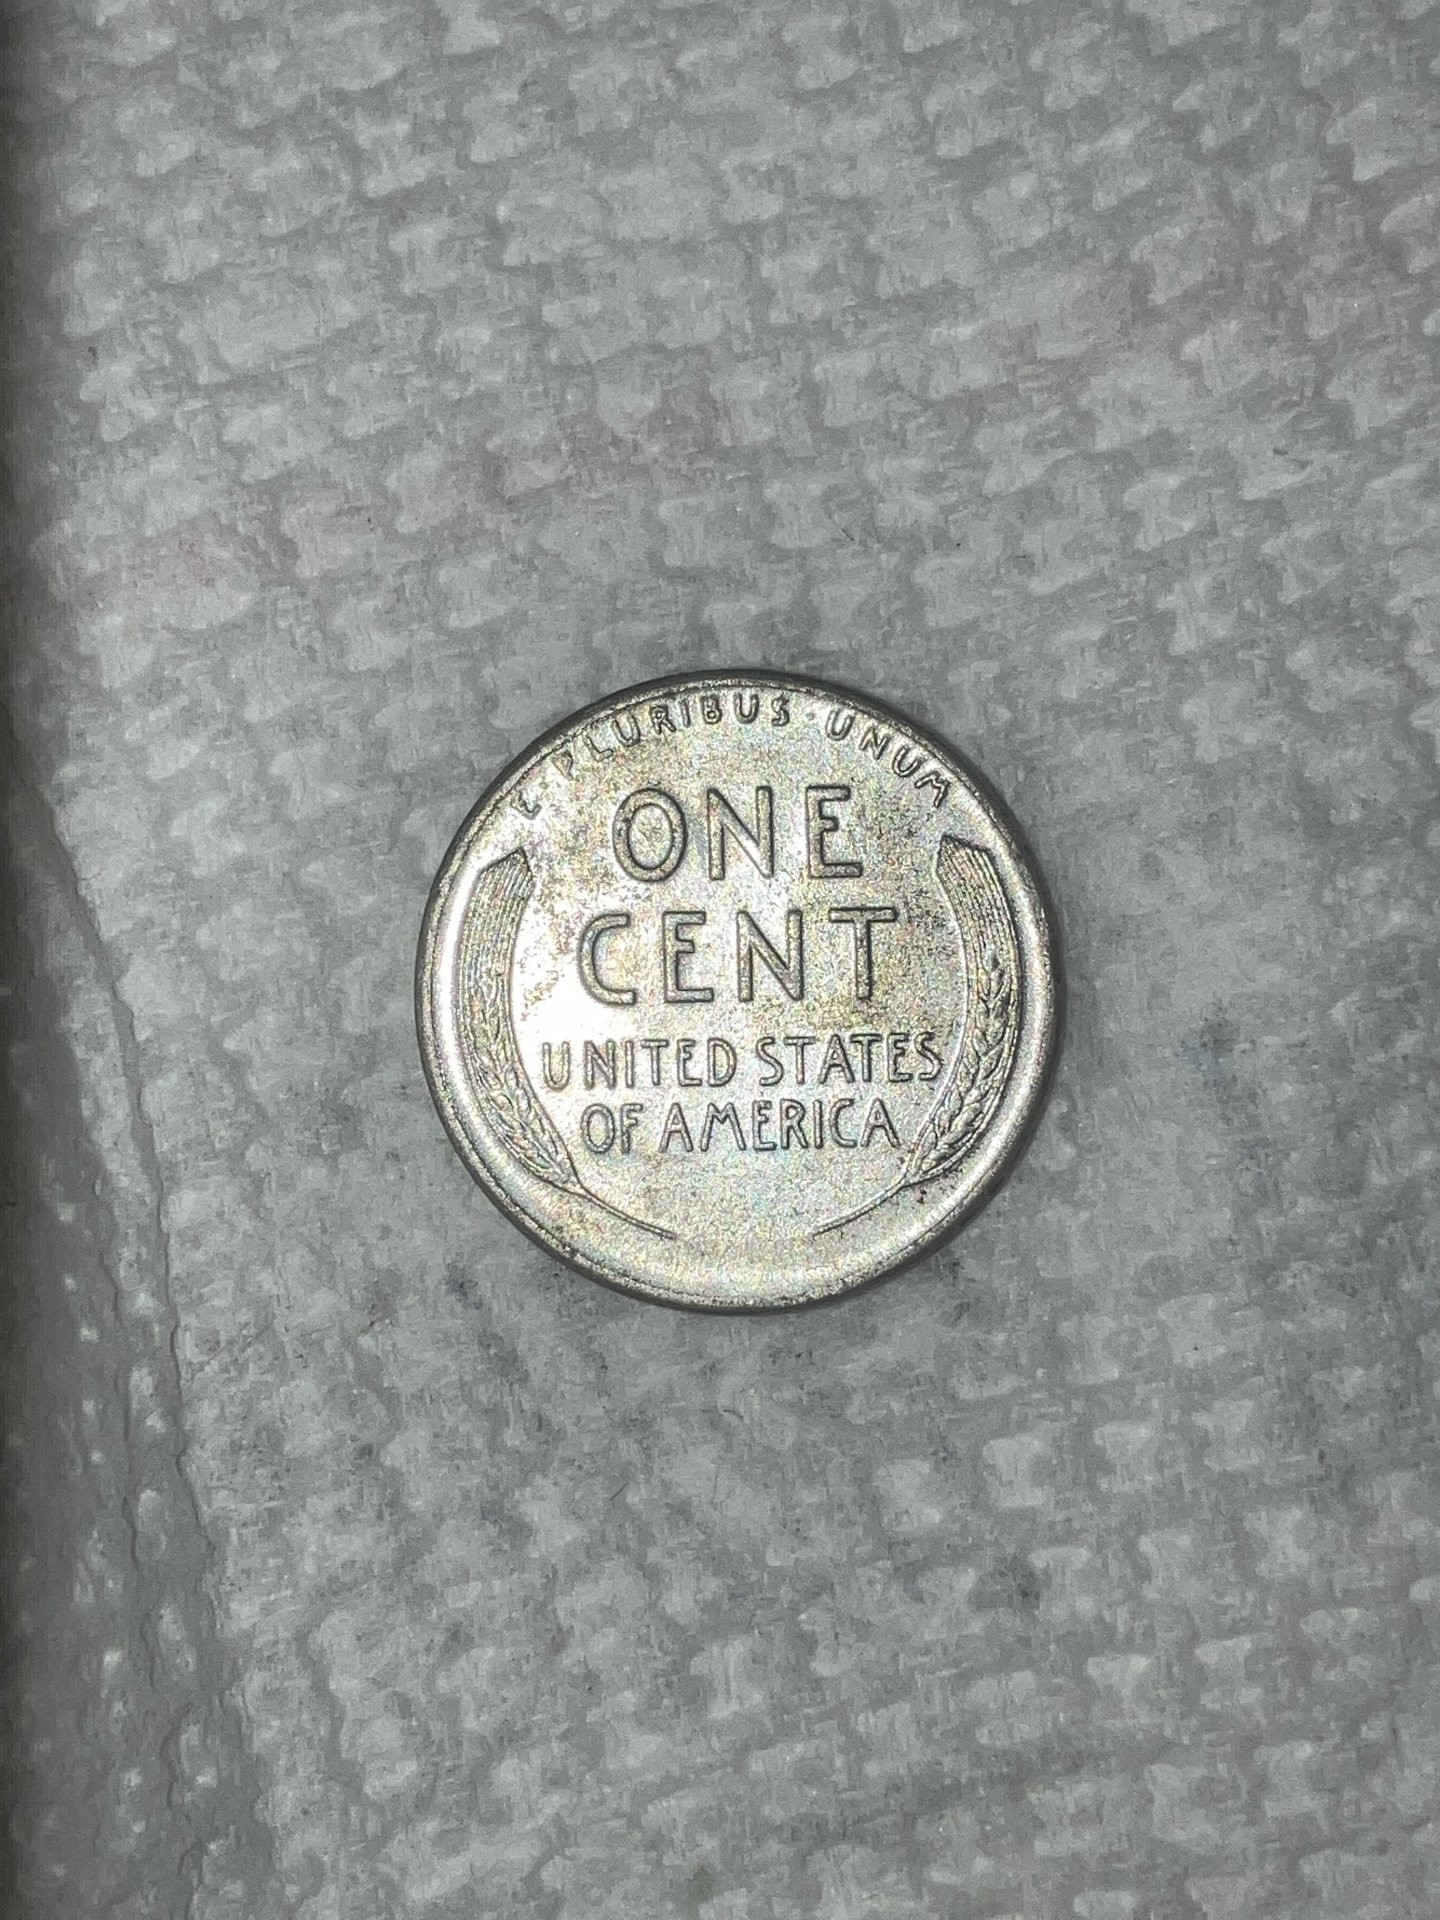 E·PLURIBUS·UNUM
ONE
CENT
UNITED STATES
OF AMERICA